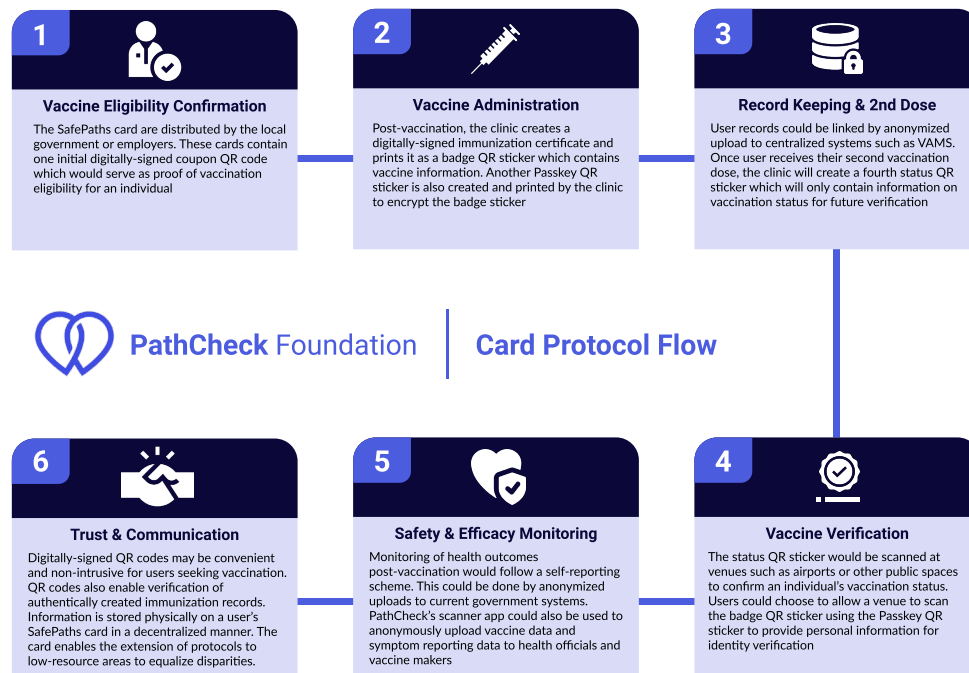 1
Vaccine Eligibility Confirmation
The SafePaths card are distributed by the local
government or employers. These cards contain
one initial digitally-signed coupon QR code
which would serve as proof of vaccination
eligibility for an individual
2
Vaccine Administration
Post-vaccination, the clinic creates a
digitally-signed immunization certificate and
prints it as a badge QR sticker which contains
vaccine information. Another Passkey QR
sticker is also created and printed by the clinic
to encrypt the badge sticker
3
Record Keeping & 2nd Dose
User records could be linked by anonymized
upload to centralized systems such as VAMS.
Once user receives their second vaccination
dose, the clinic will create a fourth status QR
sticker which will only contain information on
vaccination status for future verification
PathCheck Foundation
Card Protocol Flow
4
Vaccine Verification
The status QR sticker would be scanned at
venues such as airports or other public spaces
to confirm an individual's vaccination status.
Users could choose to allow a venue to scan
the badge QR sticker using the Passkey QR
sticker to provide personal information for
identity verification
5
Safety & Efficacy Monitoring
Monitoring of health outcomes
post-vaccination would follow a self-reporting
scheme. This could be done by anonymized
uploads to current government systems.
PathCheck's scanner app could also be used to
anonymously upload vaccine data and
symptom reporting data to health officials and
vaccine makers
6
Trust & Communication
Digitally-signed QR codes may be convenient
and non-intrusive for users seeking vaccination.
QR codes also enable verification of
authentically created immunization records.
Information is stored physically on a user's
SafePaths card in a decentralized manner. The
card enables the extension of protocols to
low-resource areas to equalize disparities.